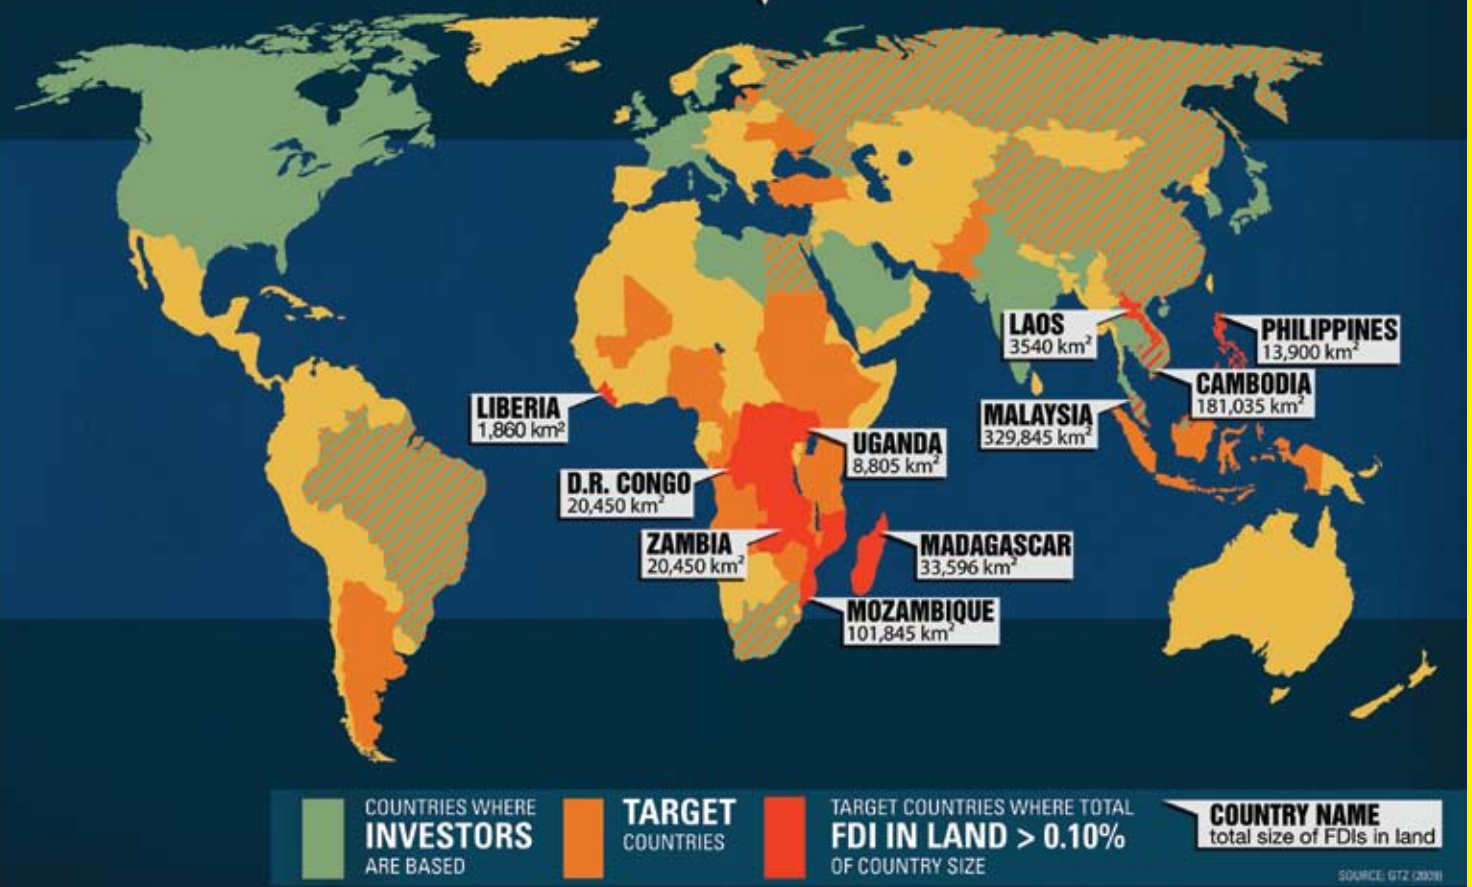 LAOS
3540 km²
PHILIPPINES
13,900 km²
CAMBODIA
181,035 km²
LIBERIA
1,860 km²
MALAYSIA
329,845 km²
UGANDA
8,805 km²
D.R. CONGO
20,450 km²
ZAMBIA
20,450 km²
MADAGASCAR
33,596 km²
MOZAMBIQUE
101,845 km²
COUNTRIES WHERE
INVESTORS
ARE BASED
TARGET
COUNTRIES
TARGET COUNTRIES WHERE TOTAL
FDI IN LAND > 0.10%
OF COUNTRY SIZE
COUNTRY NAME
total size of FDIs in land
SOURCE: GTZ (2009)